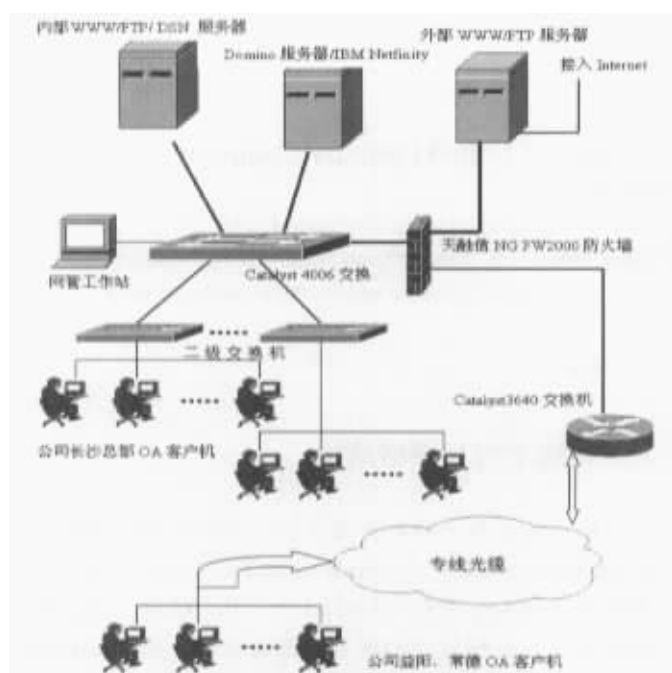 内部 WWW/FTP/ DSN 服务器
Domino 服务器/IBM Netfinity
外部 WWW/FTP 服务器
接入 Internet
天融信 NG FW2000 防火墙
网管工作站
Catalyst 4006 交换
二级交换机
Catalyst3640 交换机
公司长沙总部 OA 客户机
专线光缆
公司益阳、常德 OA 客户机